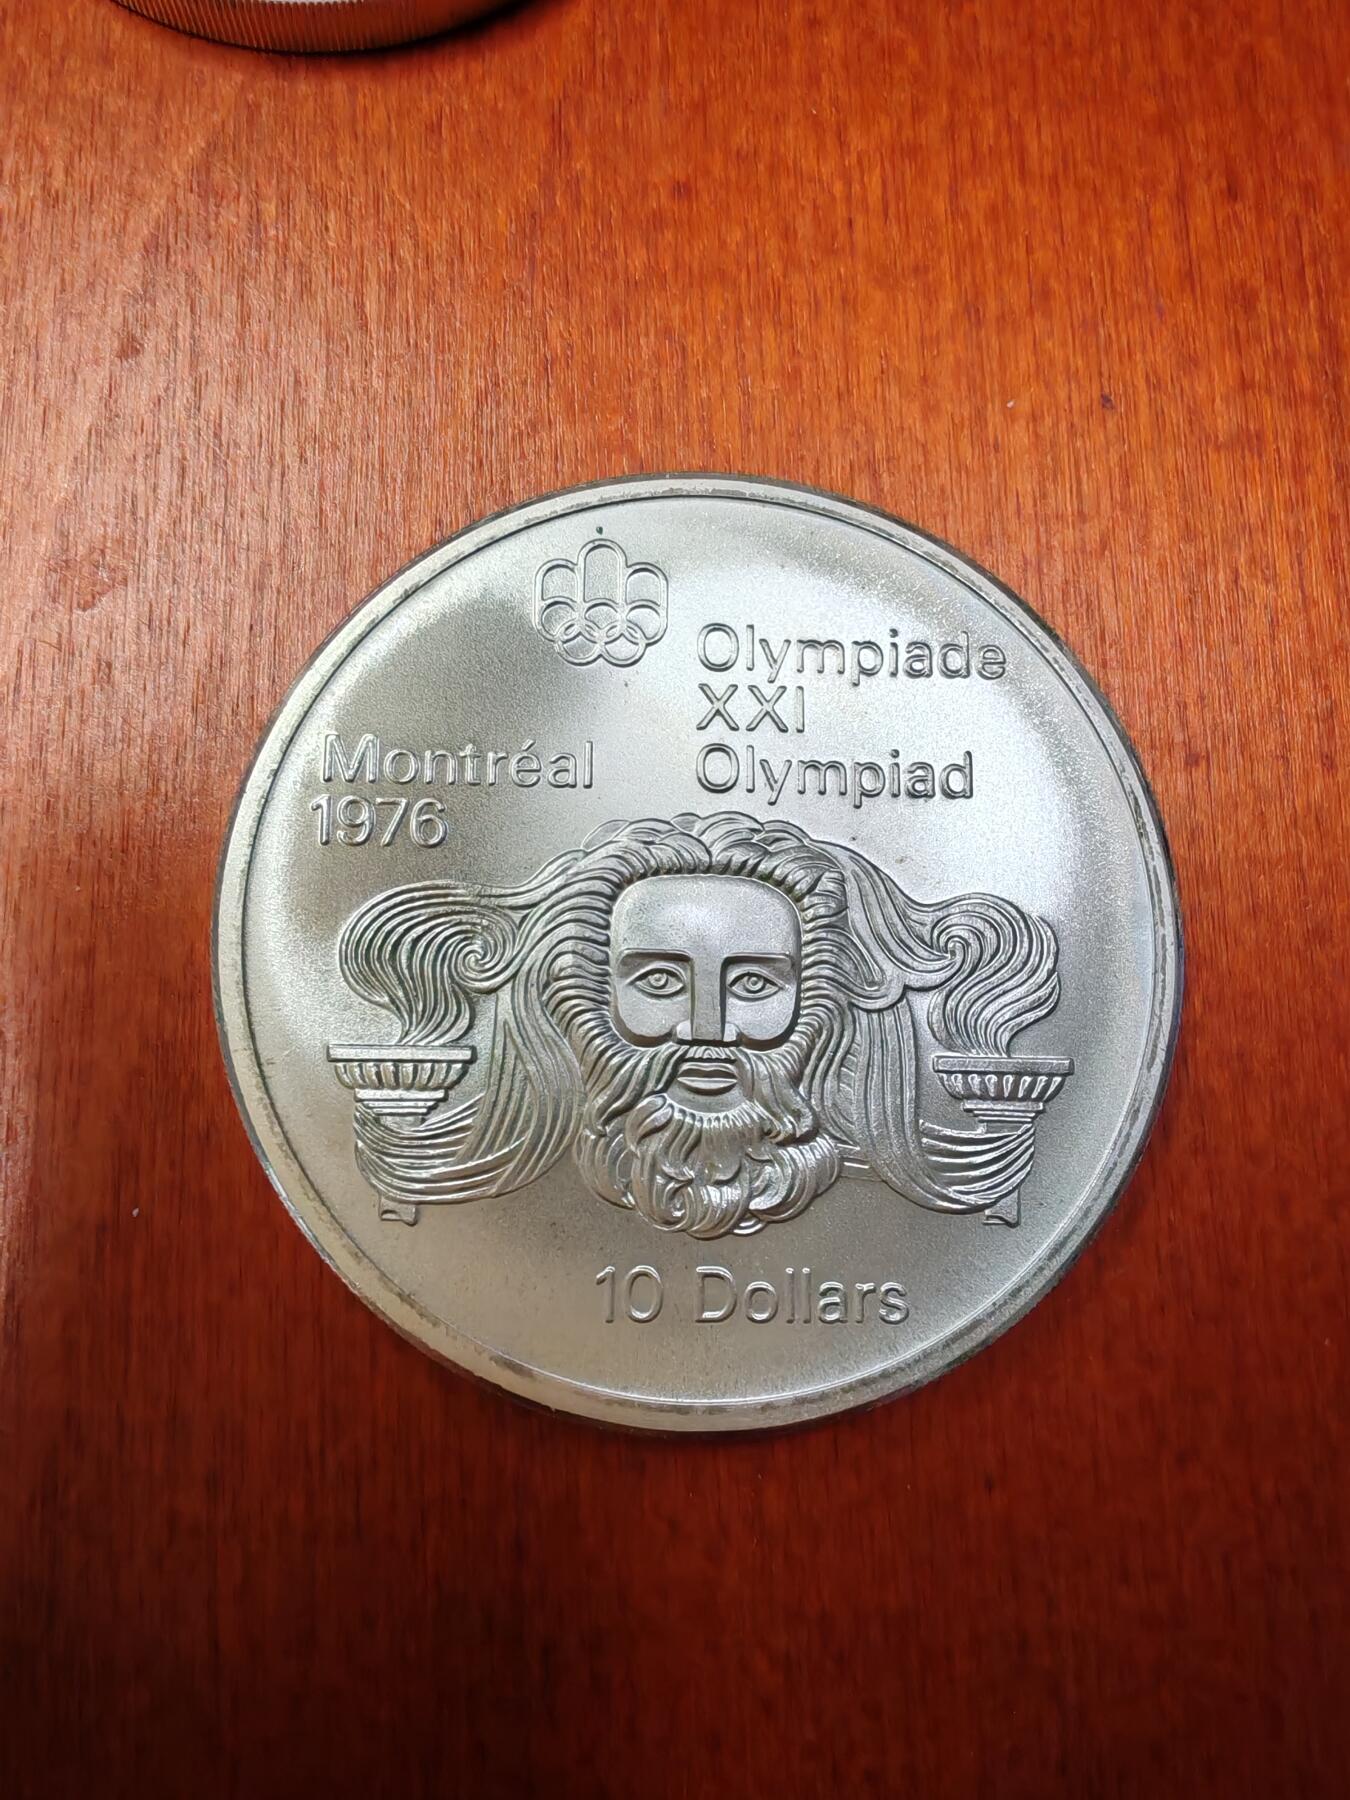 Olympiade
XXI
Olympiad
Montréal
1976
10 Dollars